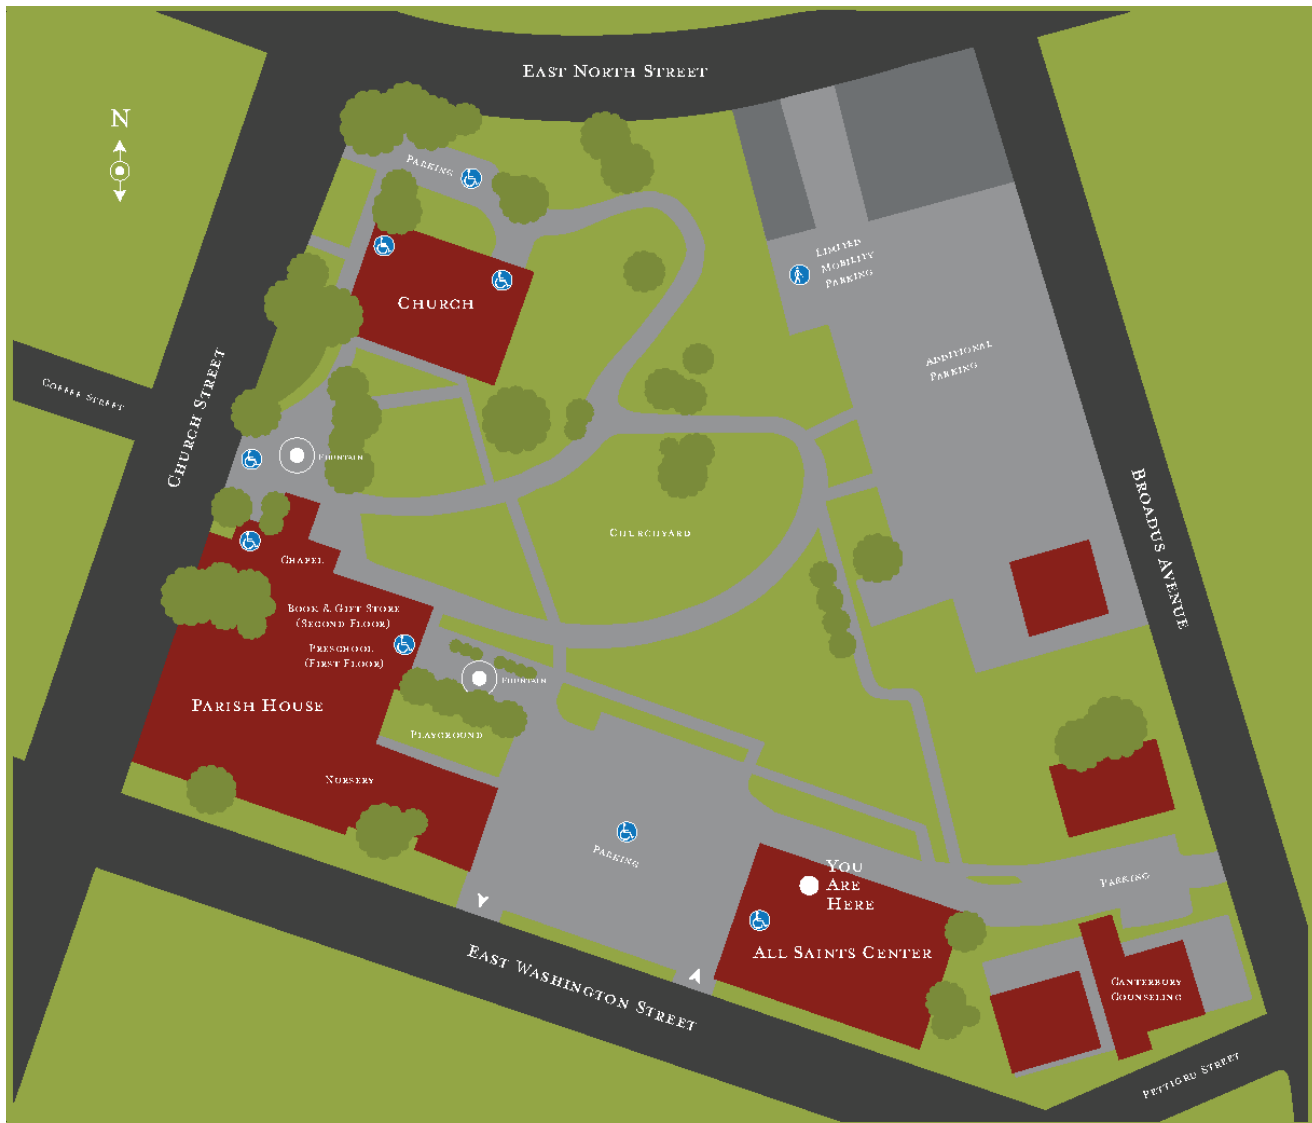 East North Street
N
Parking
Limited
Mobility
Parking
Church
Additional
Parking
Coffee Street
Church Street
Fountain
Broadus Avenue
Churchyard
Chapel
Book & Gift Store
(Second Floor)
Preschool
(First Floor)
Fountain
Parish House
Playground
Nursery
Parking
You
Are
Here
Parking
All Saints Center
East Washington Street
Canterbury
Counseling
Pettigru Street